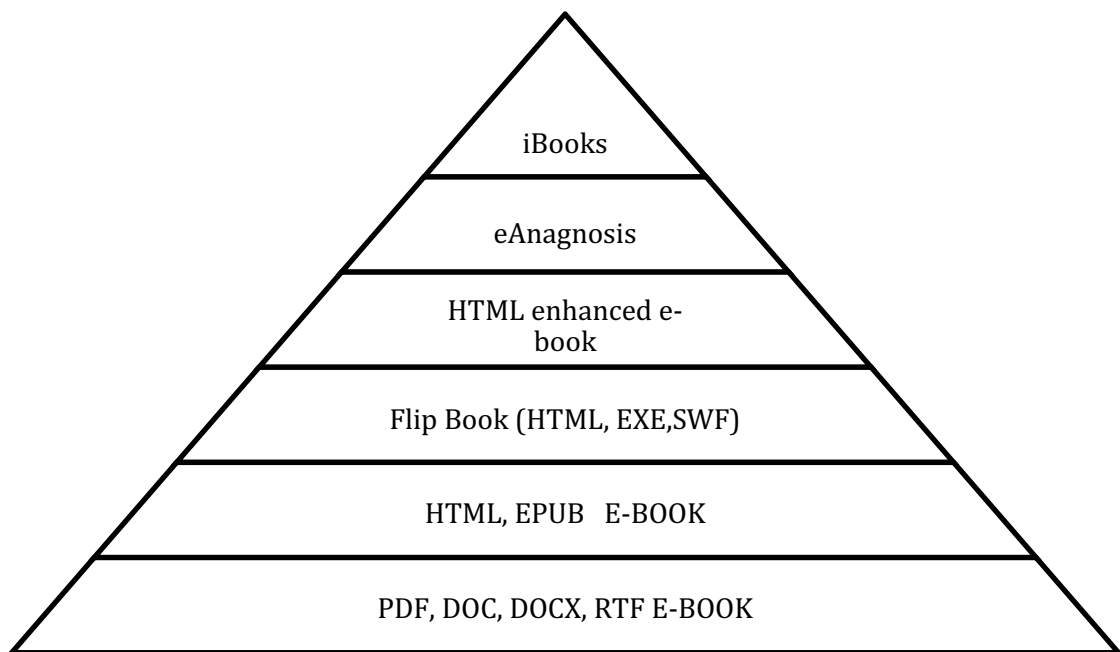 iBooks
eAnagnosis
HTML enhanced e-
book
Flip Book (HTML, EXE,SWF)
HTML, EPUB   E-BOOK
PDF, DOC, DOCX, RTF E-BOOK